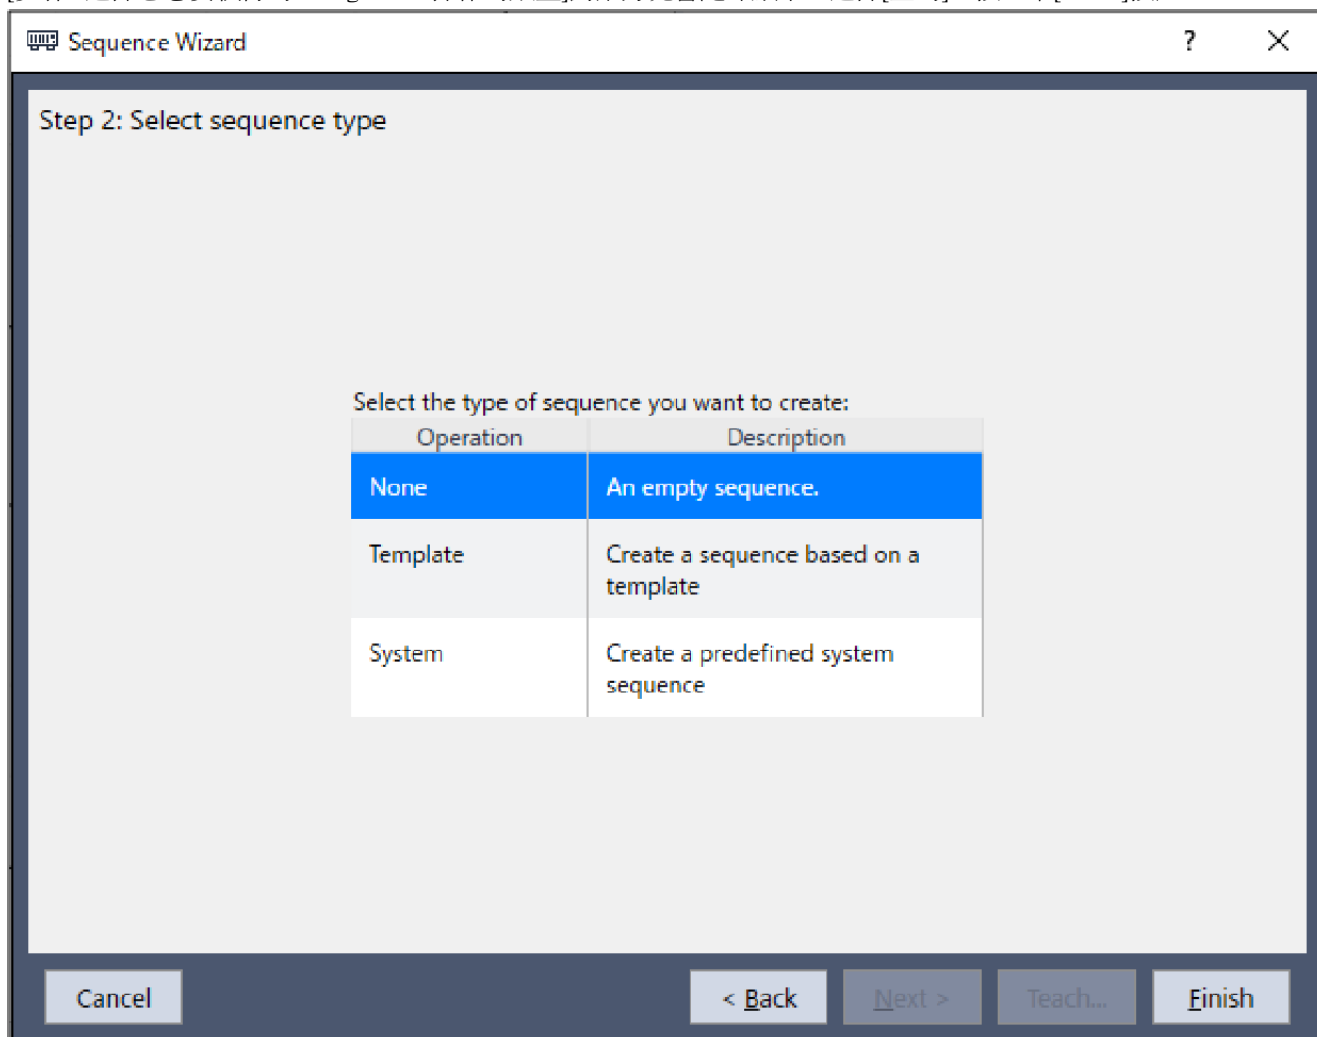 Sequence Wizard
?
Step 2: Select sequence type
Select the type of sequence you want to create:
Operation Description
None An empty sequence.
Template Create a sequence based on a
template
System Create a predefined system
sequence
Cancel < Back Next > Teach... Finish